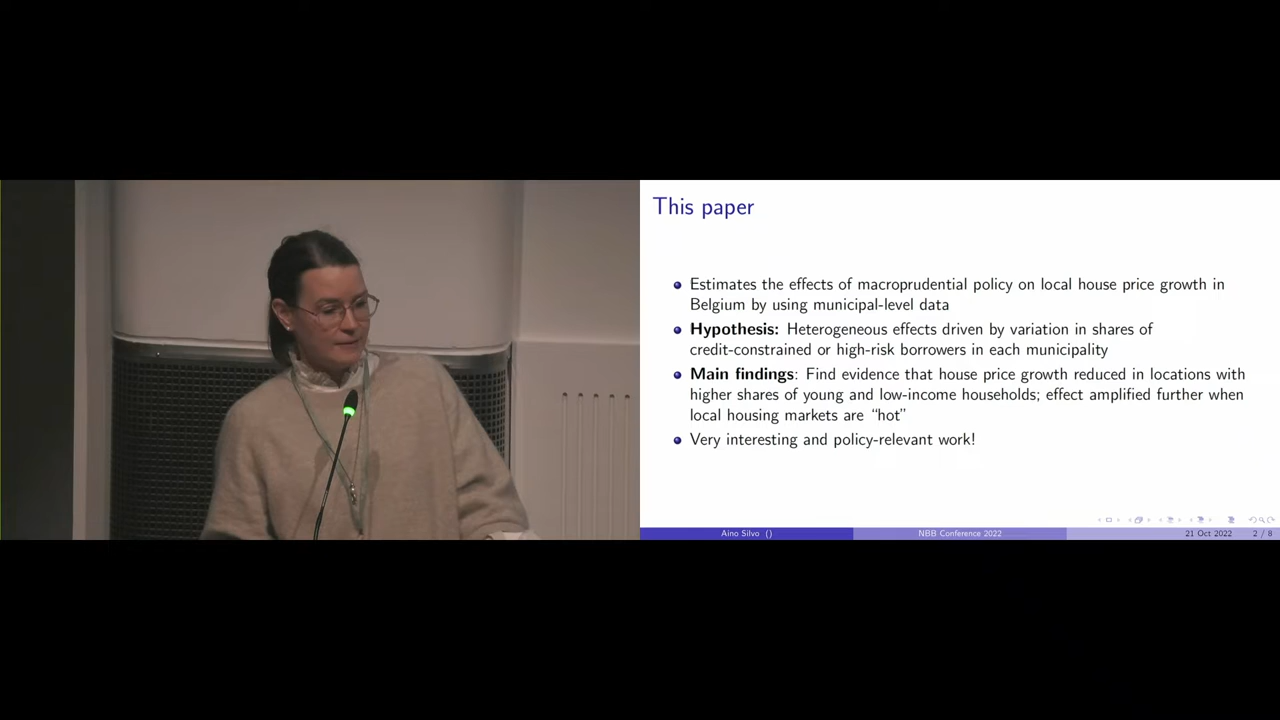 This paper
Estimates the effects of macroprudential policy on local house price growth in
Belgium by using municipal-level data
Hypothesis: Heterogeneous effects driven by variation in shares of
credit-constrained or high-risk borrowers in each municipality
Main findings: Find evidence that house price growth reduced in locations with
higher shares of young and low-income households; effect amplified further when
local housing markets are “hot”
Very interesting and policy-relevant work!
Aino Silvo ()
NBB Conference 2022
21 Oct 2022
2 / 8